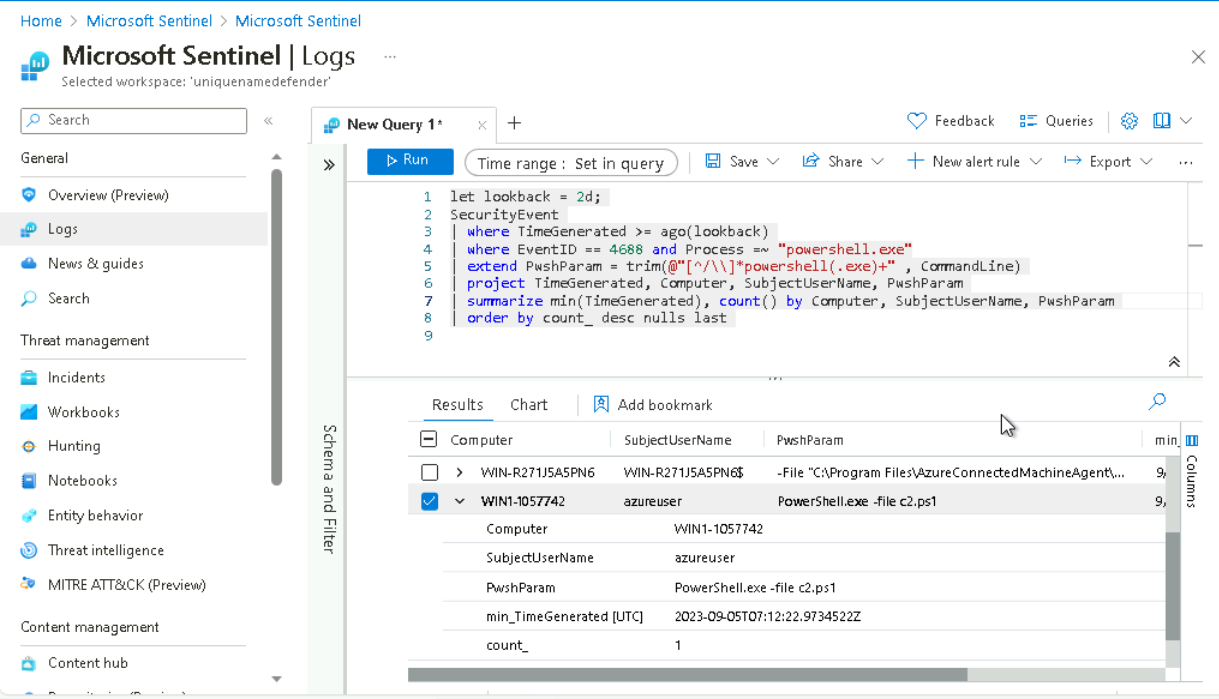 Home > Microsoft Sentinel > Microsoft Sentinel
Microsoft Sentinel | Logs ...
Selected workspace: 'uniquenamedefender'
Search
«
General
Overview (Preview)
Logs
News & guides
Search
Threat management
Incidents
Workbooks
Hunting
Notebooks
Entity behavior
Threat intelligence
MITRE ATT&CK (Preview)
Content management
Content hub
New Query 1*
Feedback
Queries
Run
Time range : Set in query
Save
Share
New alert rule
Export
...
1 let lookback = 2d;
2 SecurityEvent
3 | where TimeGenerated >= ago(lookback)
4 | where EventID == 4688 and Process =~ "powershell.exe"
5 | extend PwshParam = trim(@"[^/\\]*powershell(.exe)+" , CommandLine)
6 | project TimeGenerated, Computer, SubjectUserName, PwshParam
7 | summarize min(TimeGenerated), count() by Computer, SubjectUserName, PwshParam
8 | order by count_ desc nulls last
9
Schema and Filter
Results Chart Add bookmark
Computer SubjectUserName PwshParam min_
WIN-R271J5A5PN6 WIN-R271J5A5PN6$ -File "C:\Program Files\AzureConnectedMachineAgent\... 9/
WIN1-1057742 azureuser PowerShell.exe -file c2.ps1 9/
Computer WIN1-1057742
SubjectUserName azureuser
PwshParam PowerShell.exe -file c2.ps1
min_TimeGenerated [UTC] 2023-09-05T07:12:22.9734522Z
count_ 1
Columns